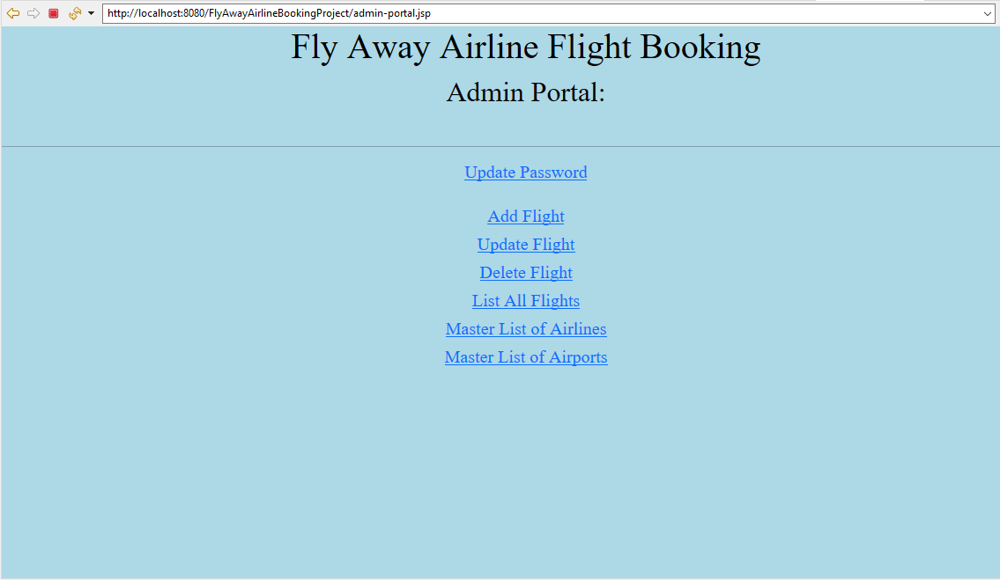 http://localhost:8080/FlyAwayAirlineBookingProject/admin-portal.jsp
Fly Away Airline Flight Booking
Admin Portal:
Update Password
Add Flight
Update Flight
Delete Flight
List All Flights
Master List of Airlines
Master List of Airports